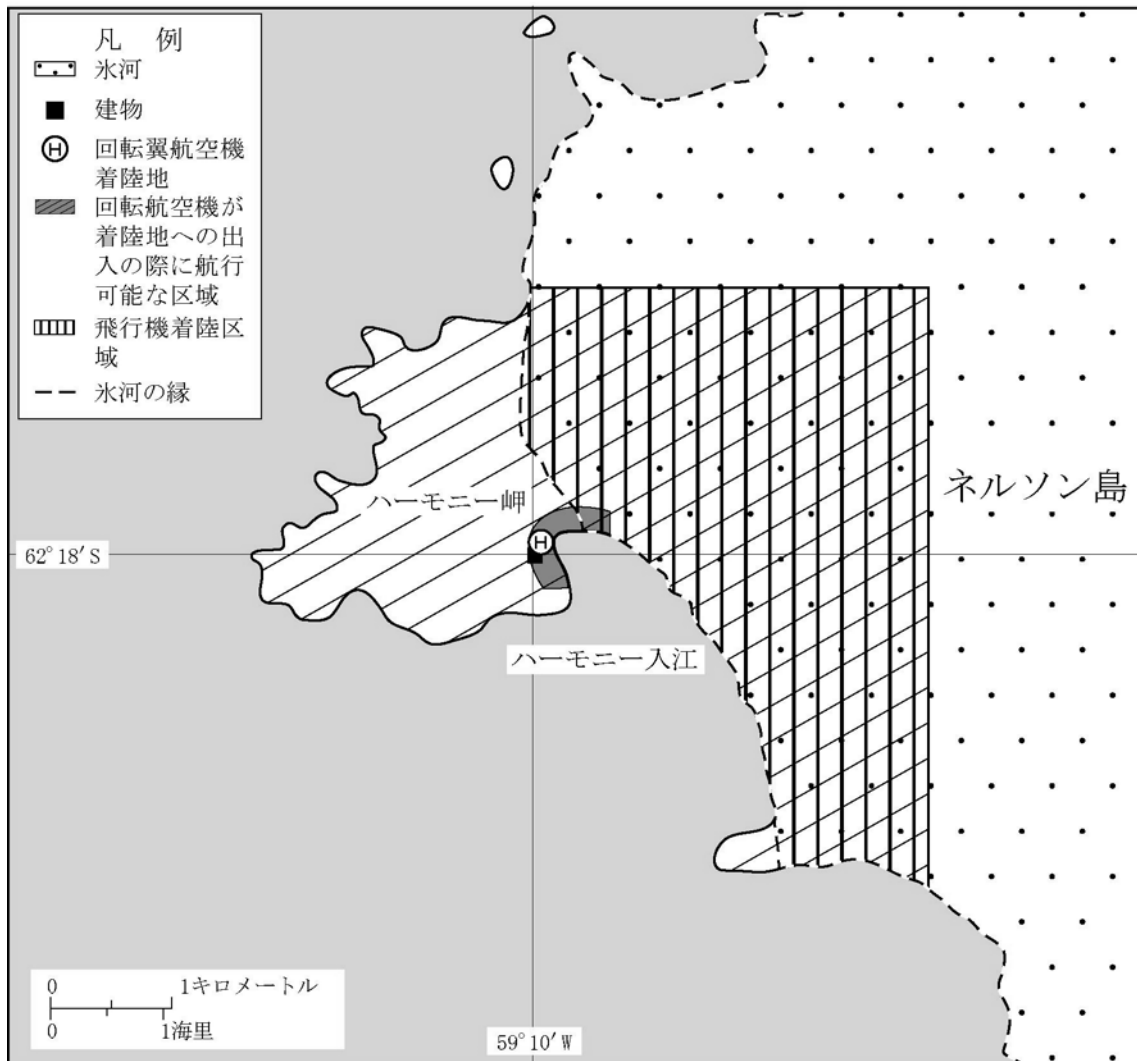 凡 例
氷河
建物
H
回転翼航空機
着陸地
回転航空機が
着陸地への出
入の際に航行
可能な区域
飛行機着陸区
域
氷河の縁
ネルソン島
ハーモニー岬
H
62° 18′ S
ハーモニー入江
0 1キロメートル
0 1海里
59° 10′ W